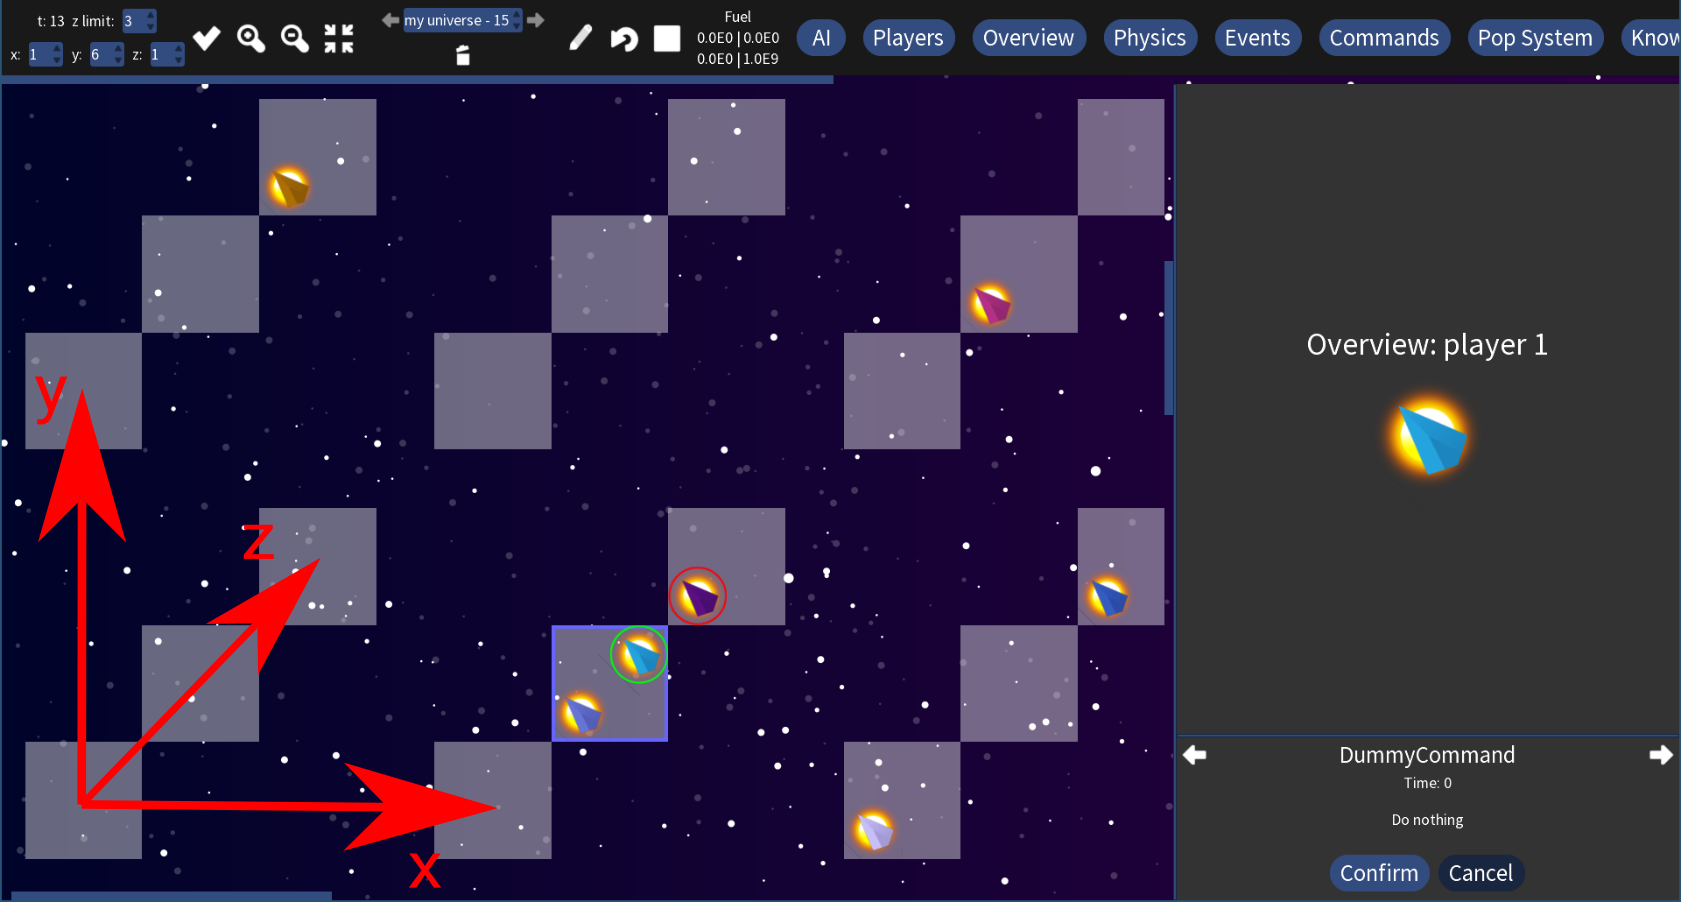 t: 13 z limit: 3
x: 1 y: 6 z: 1
my universe - 15
Fuel
0.0E0 | 0.0E0
0.0E0 | 1.0E9
AI
Players
Overview
Physics
Events
Commands
Pop System
Know
y
z
x
Overview: player 1
DummyCommand
Time: 0
Do nothing
Confirm
Cancel